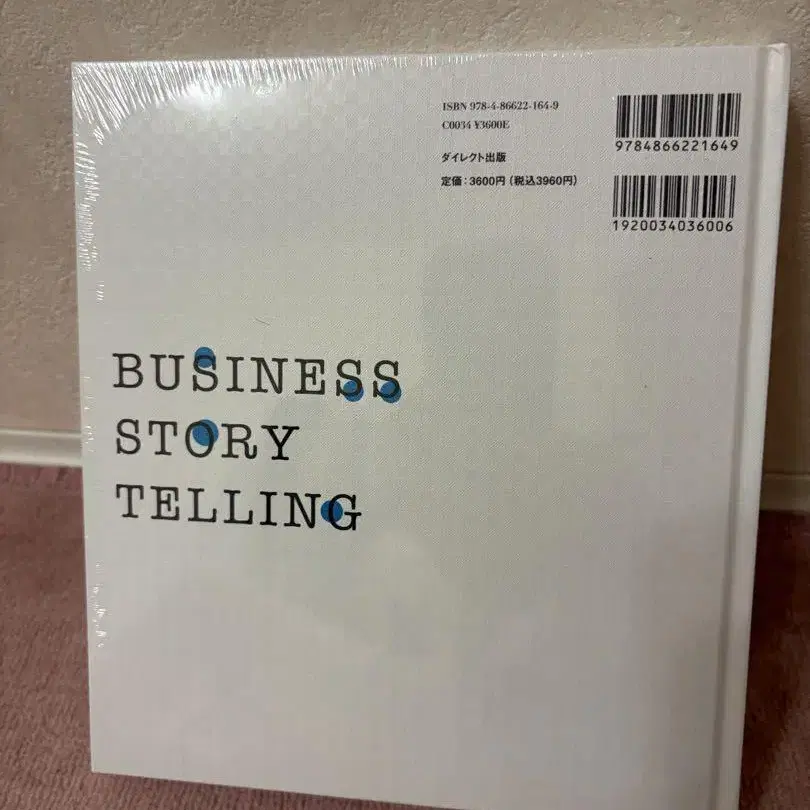 ISBN 978-4-86622-164-9
C0034 ¥3600E
ダイレクト出版
定価：3600円（税込3960円）
9784866221649
1920034036006
BUSINESS
STORY
TELLING